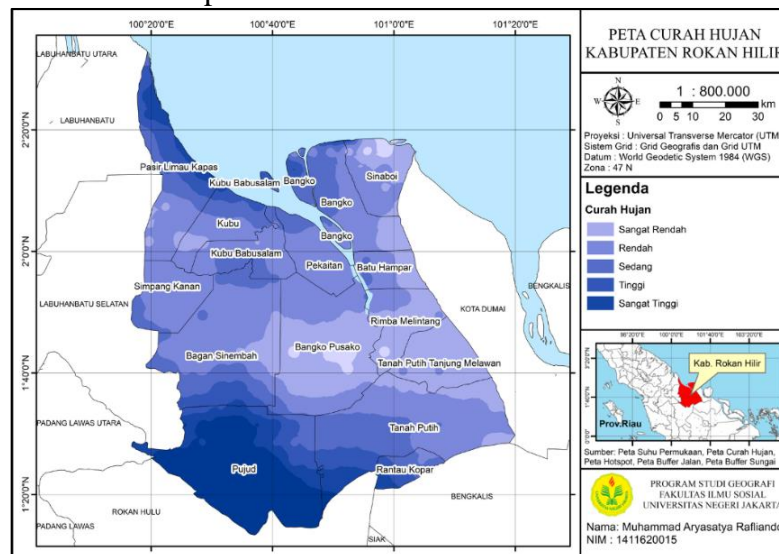 PETA CURAH HUJAN
KABUPATEN ROKAN HILIR
N
W
E
S
1 : 800.000
km
0 5 10 20 30
Proyeksi : Universal Transverse Mercator (UTM
Sistem Grid : Grid Geografis dan Grid UTM
Datum : World Geodetic System 1984 (WGS)
Zona : 47 N
Legenda
Curah Hujan
Sangat Rendah
Rendah
Sedang
Tinggi
Sangat Tinggi
Kab. Rokan Hilir
Prov.Riau
Sumber: Peta Suhu Permukaan, Peta Curah Hujan,
Peta Hotspot, Peta Buffer Jalan, Peta Buffer Sungai
PROGRAM STUDI GEOGRAFI
FAKULTAS ILMU SOSIAL
UNIVERSITAS NEGERI JAKARTA
Nama: Muhammad Aryasatya Rafliando
NIM : 1411620015
100°20'0"E 100°40'0"E 101°0'0"E 101°20'0"E
LABUHANBATU UTARA
LABUHANBATU
2°20'0"N
Pasir Limau Kapas
Kubu Babusalam
Bangko
Sinaboi
Bangko
Kubu
Bangko
2°0'0"N
Kubu Babusalam
Pekaitan
Batu Hampar
Simpang Kanan
BENGKALIS
LABUHANBATU SELATAN
KOTA DUMAI
Rimba Melintang
Bagan Sinembah
Bangko Pusako
Tanah Putih Tanjung Melawan
1°40'0"N
PADANG LAWAS UTARA
Tanah Putih
Pujud
Rantau Kopar
1°20'0"N
ROKAN HULU
BENGKALIS
PADANG LAWAS
SIAK